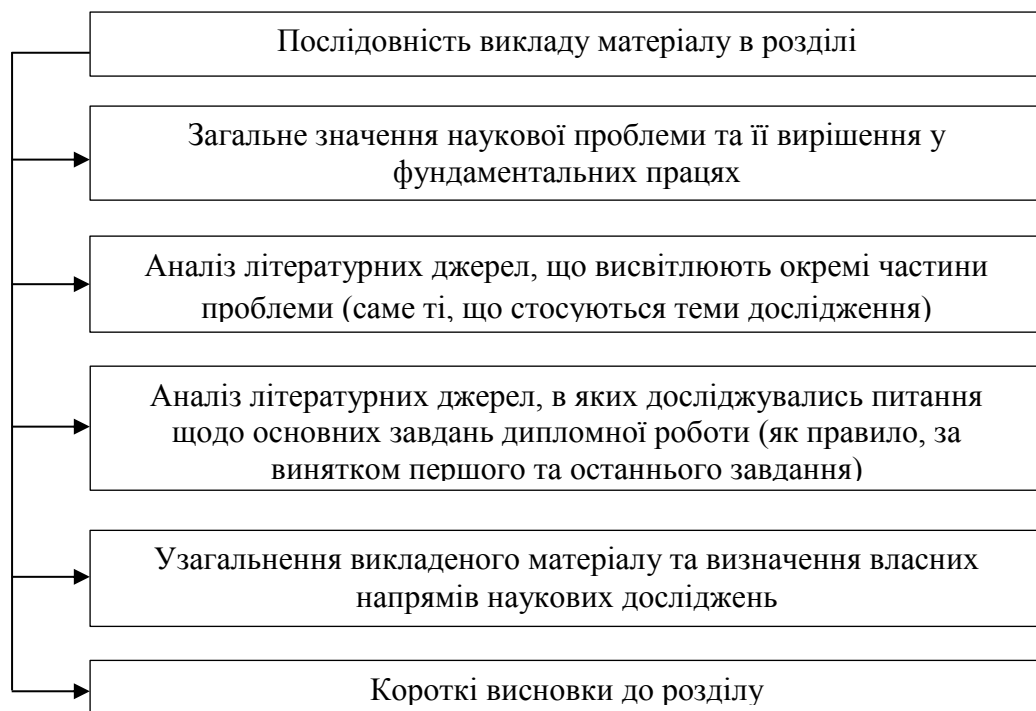 Послідовність викладу матеріалу в розділі
Загальне значення наукової проблеми та її вирішення у
фундаментальних працях
Аналіз літературних джерел, що висвітлюють окремі частини
проблеми (саме ті, що стосуються теми дослідження)
Аналіз літературних джерел, в яких досліджувались питання
щодо основних завдань дипломної роботи (як правило, за
винятком першого та останнього завдання)
Узагальнення викладеного матеріалу та визначення власних
напрямів наукових досліджень
Короткі висновки до розділу